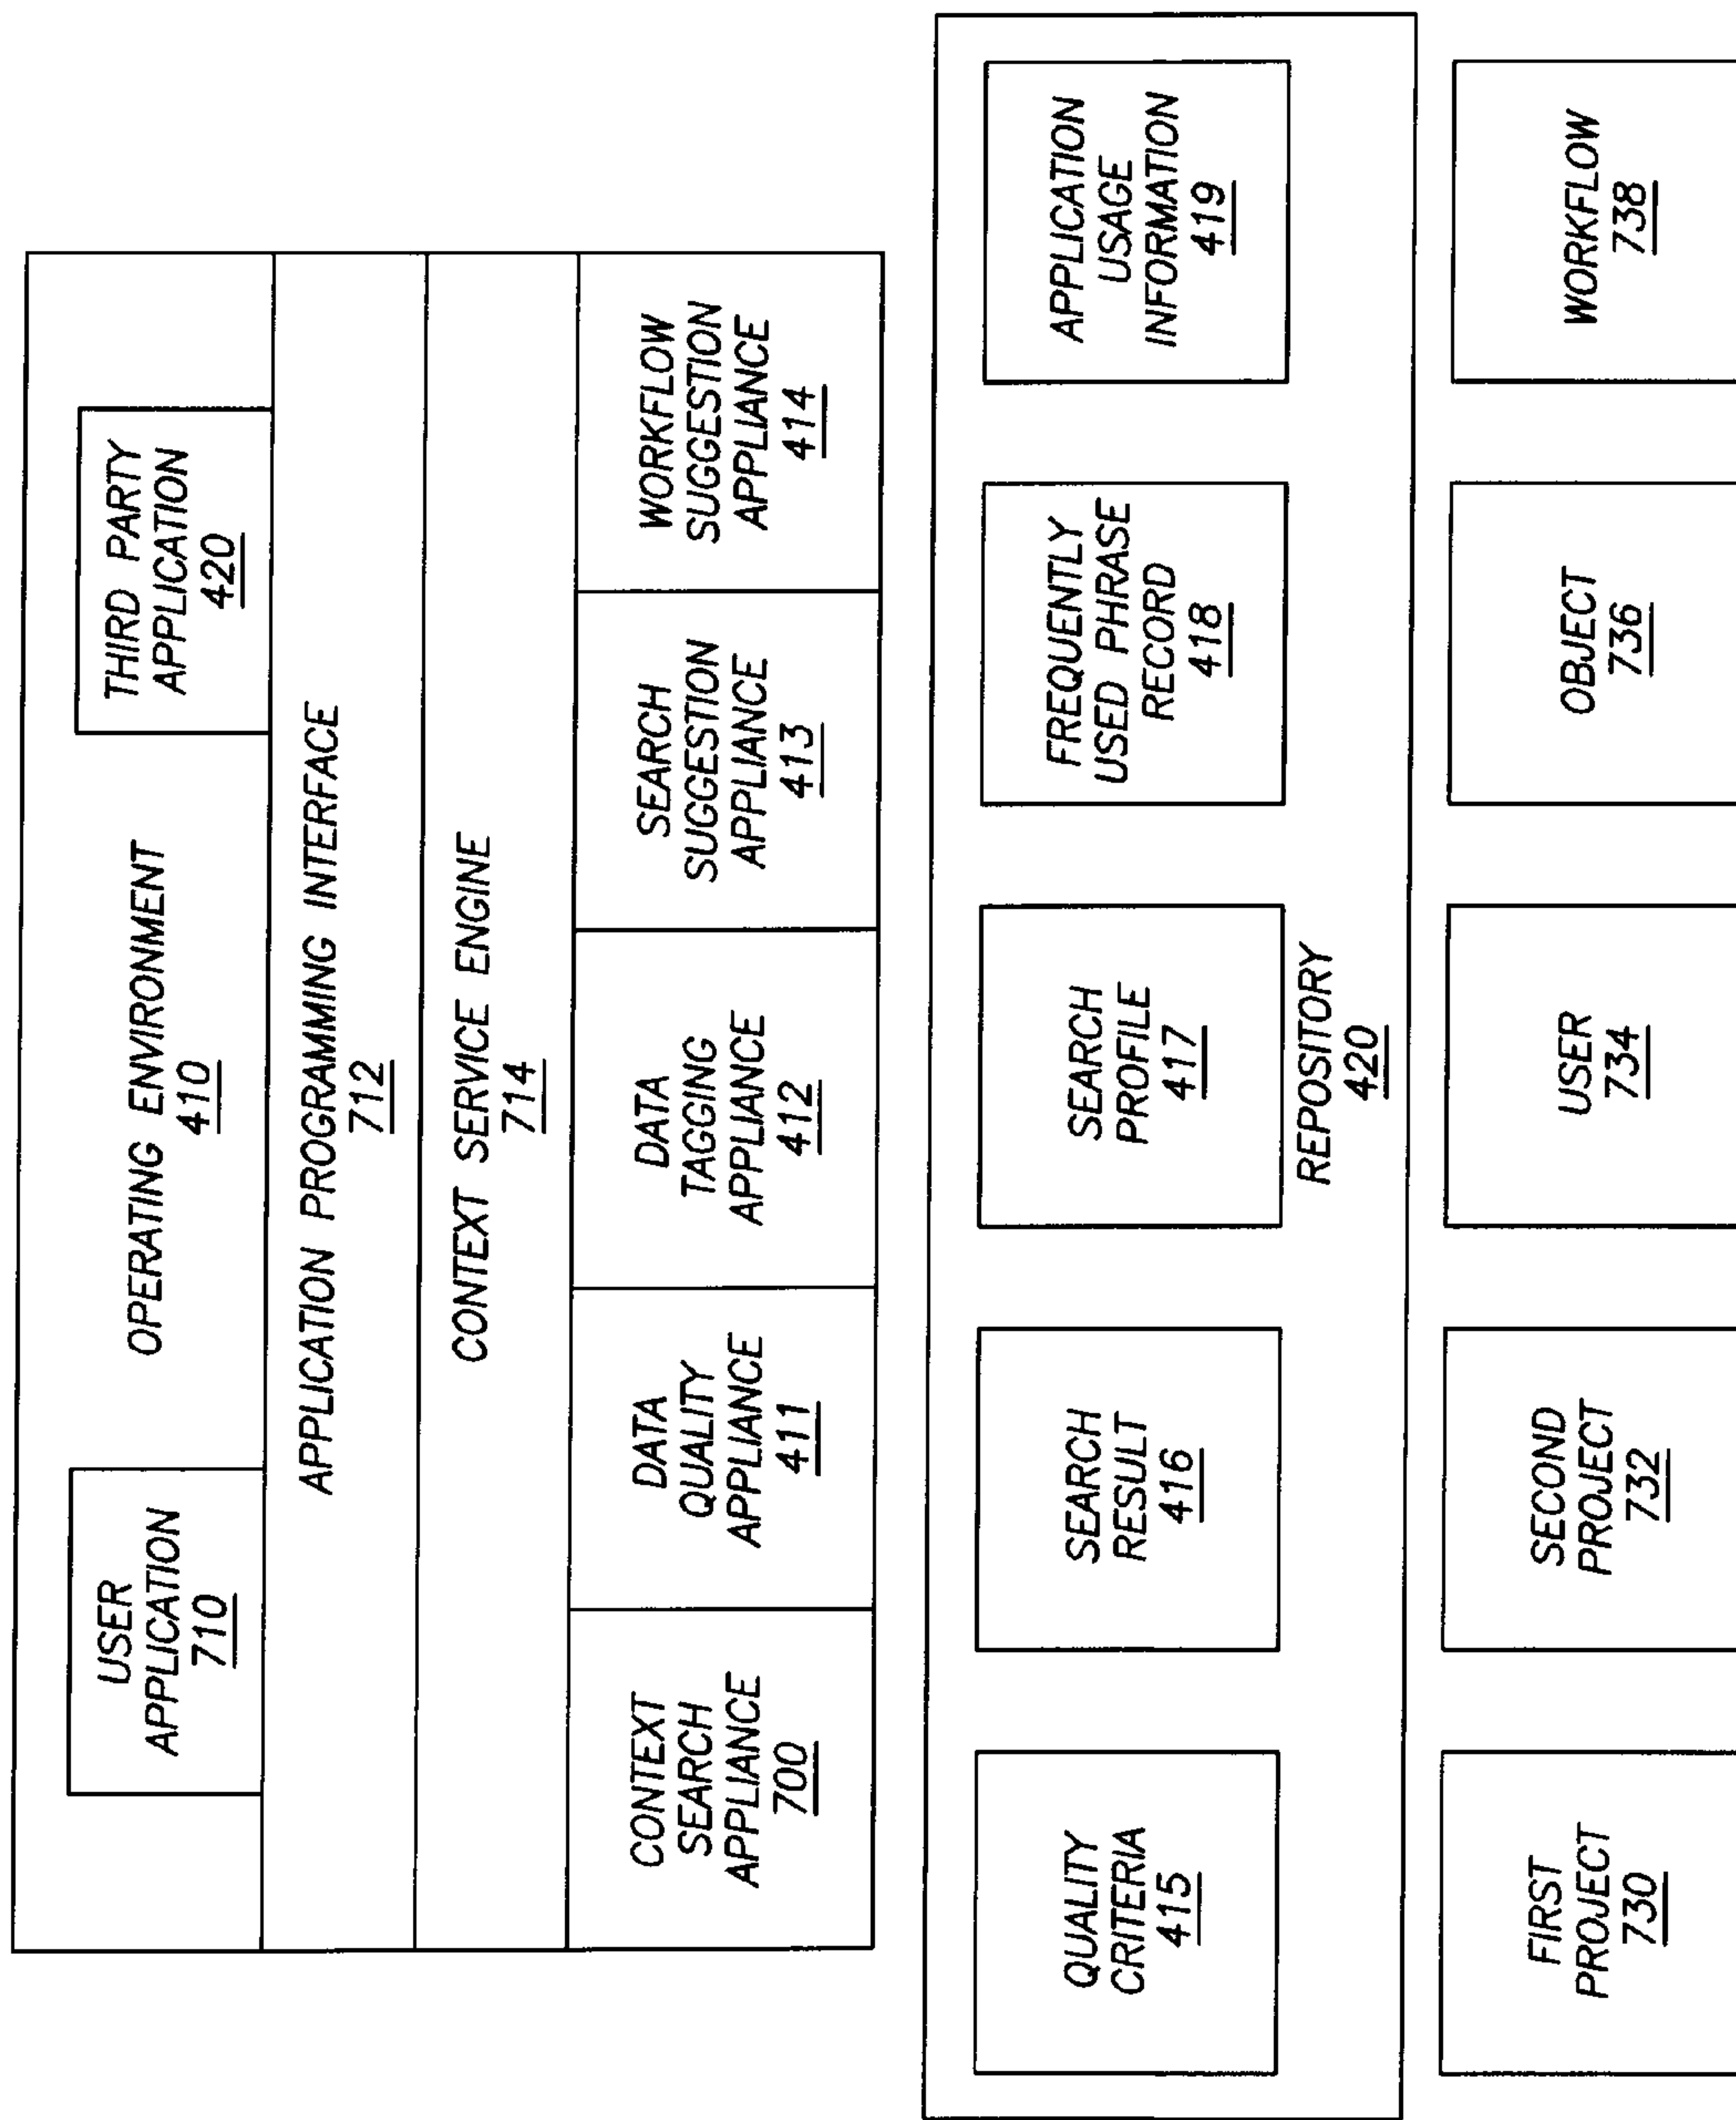 USER
APPLICATION
710
OPERATING ENVIRONMENT
410
THIRD PARTY
APPLICATION
420
APPLICATION PROGRAMMING INTERFACE
712
CONTEXT SERVICE ENGINE
714
CONTEXT
SEARCH
APPLIANCE
700
DATA
QUALITY
APPLIANCE
411
DATA
TAGGING
APPLIANCE
412
SEARCH
SUGGESTION
APPLIANCE
413
WORKFLOW
SUGGESTION
APPLIANCE
414
QUALITY
CRITERIA
415
SEARCH
RESULT
416
SEARCH
PROFILE
417
FREQUENTLY
USED PHRASE
RECORD
418
APPLICATION
USAGE
INFORMATION
419
REPOSITORY
420
FIRST
PROJECT
730
SECOND
PROJECT
732
USER
734
OBJECT
736
WORKFLOW
738